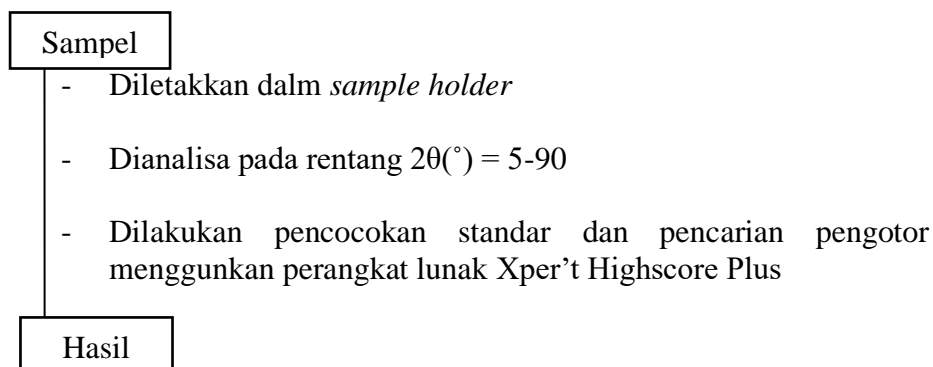 Sampel
- Diletakkan dalm sample holder
- Dianalisa pada rentang 2θ(˚) = 5-90
- Dilakukan pencocokan standar dan pencarian pengotor
menggunkan perangkat lunak Xper’t Highscore Plus
Hasil